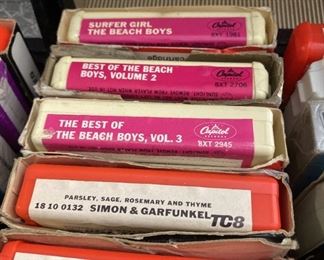 SURFER GIRL
THE BEACH BOYS
Capitol
8XT 1981
cartridge
BEST OF THE BEACH
BOYS, VOLUME 2
Capitol
8XT 2706
THE BEST OF
THE BEACH BOYS, VOL. 3
Capitol
8XT 2945
PARSLEY, SAGE, ROSEMARY AND THYME
18 10 0132 SIMON & GARFUNKEL TC8